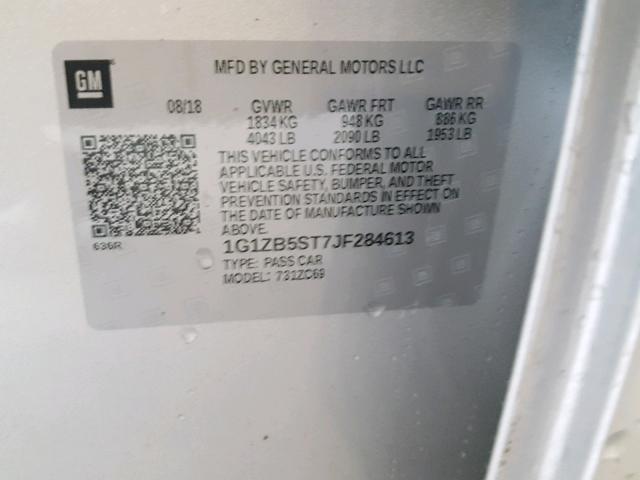 GM
MFD BY GENERAL MOTORS LLC
08/18 GVWR GAWR FRT GAWR RR
1834 KG 948 KG 886 KG
4043 LB 2090 LB 1953 LB
THIS VEHICLE CONFORMS TO ALL
APPLICABLE U.S. FEDERAL MOTOR
VEHICLE SAFETY, BUMPER, AND THEFT
PREVENTION STANDARDS IN EFFECT ON
THE DATE OF MANUFACTURE SHOWN
ABOVE.
636R
1G1ZB5ST7JF284613
TYPE: PASS CAR
MODEL: 731ZC69